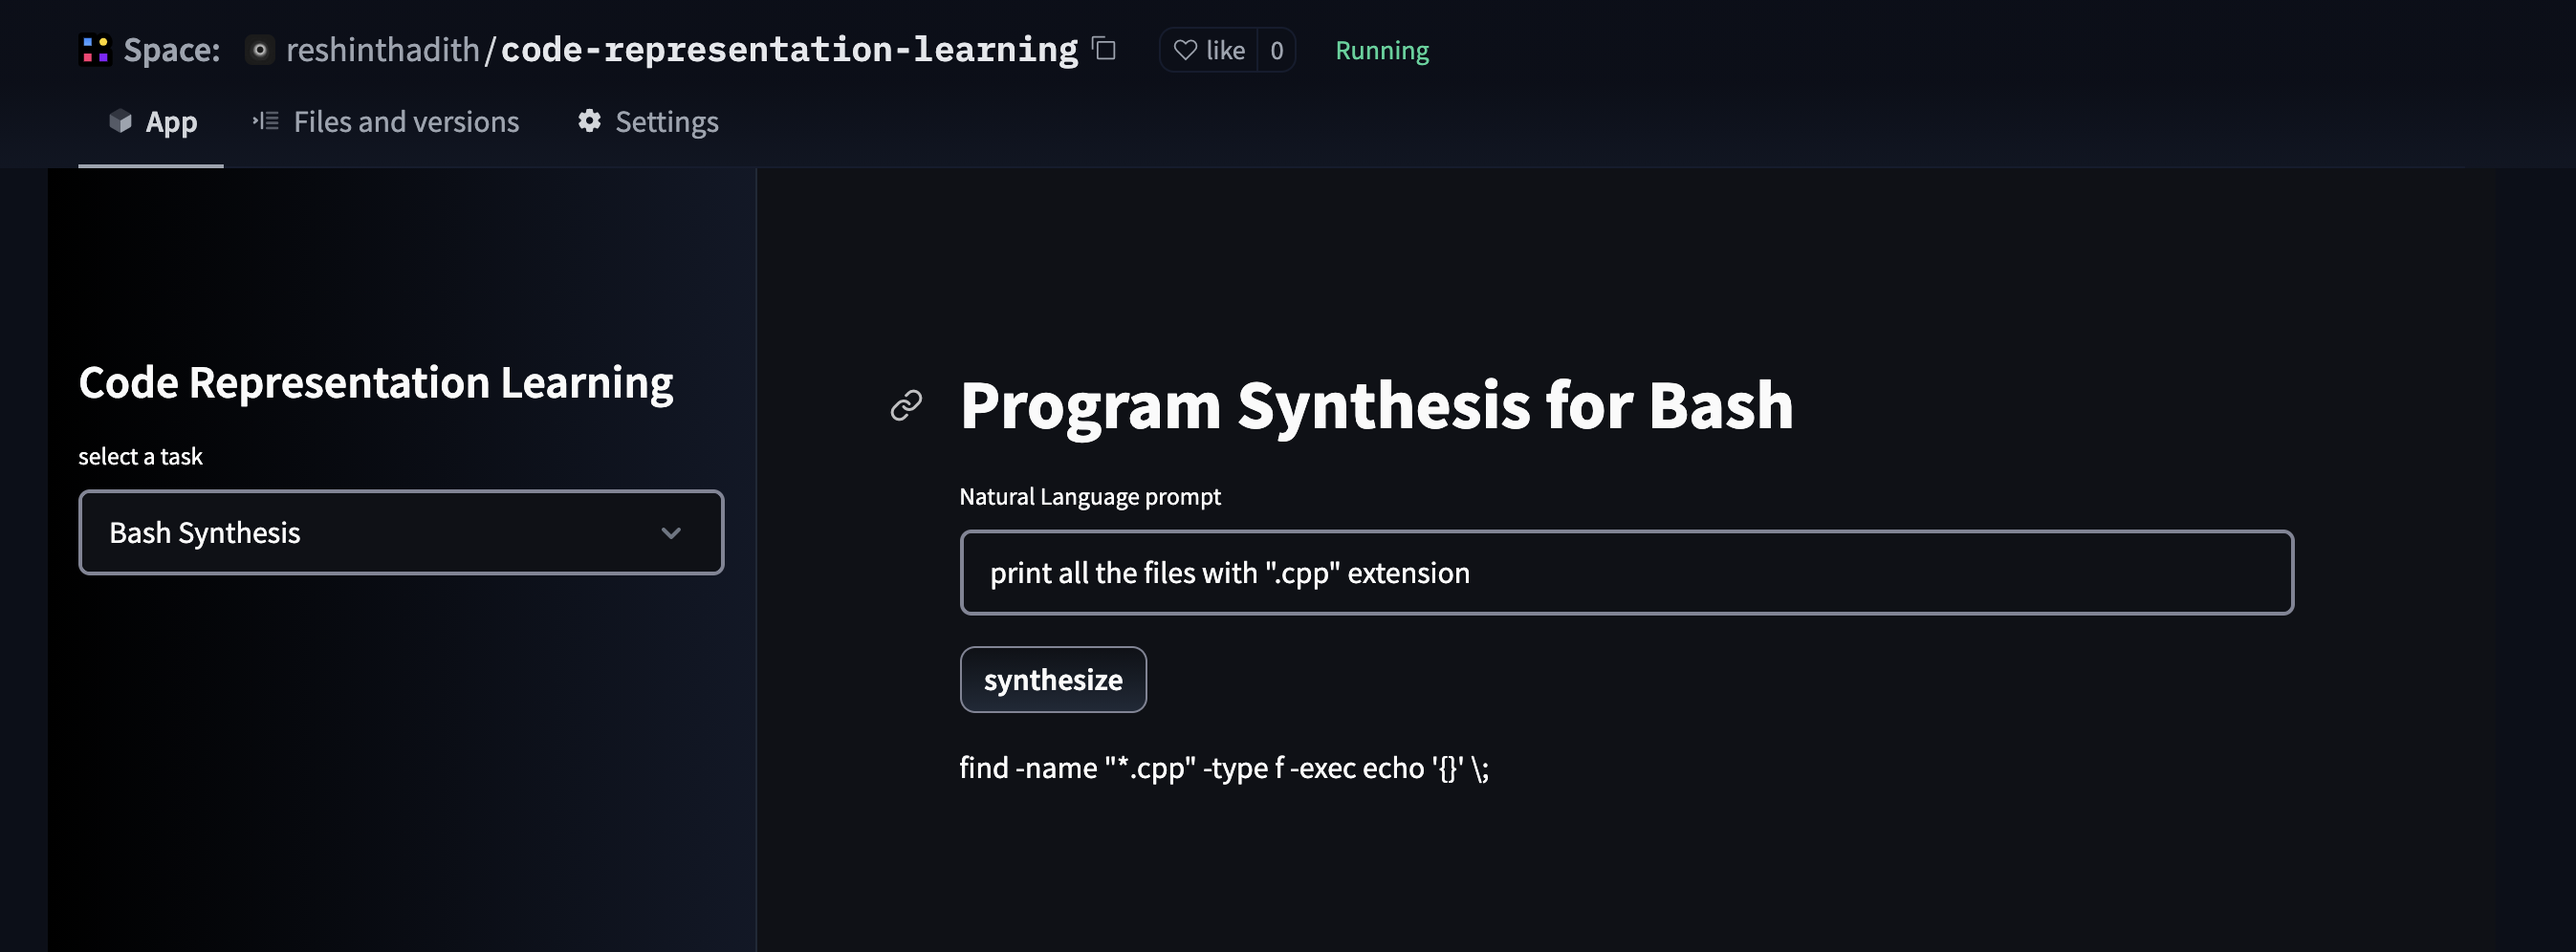 Space: reshinthadith/code-representation-learning like 0 Running
App Files and versions Settings
Code Representation Learning
select a task
Bash Synthesis
Program Synthesis for Bash
Natural Language prompt
print all the files with ".cpp" extension
synthesize
find -name "*.cpp" -type f -exec echo '{}' \;